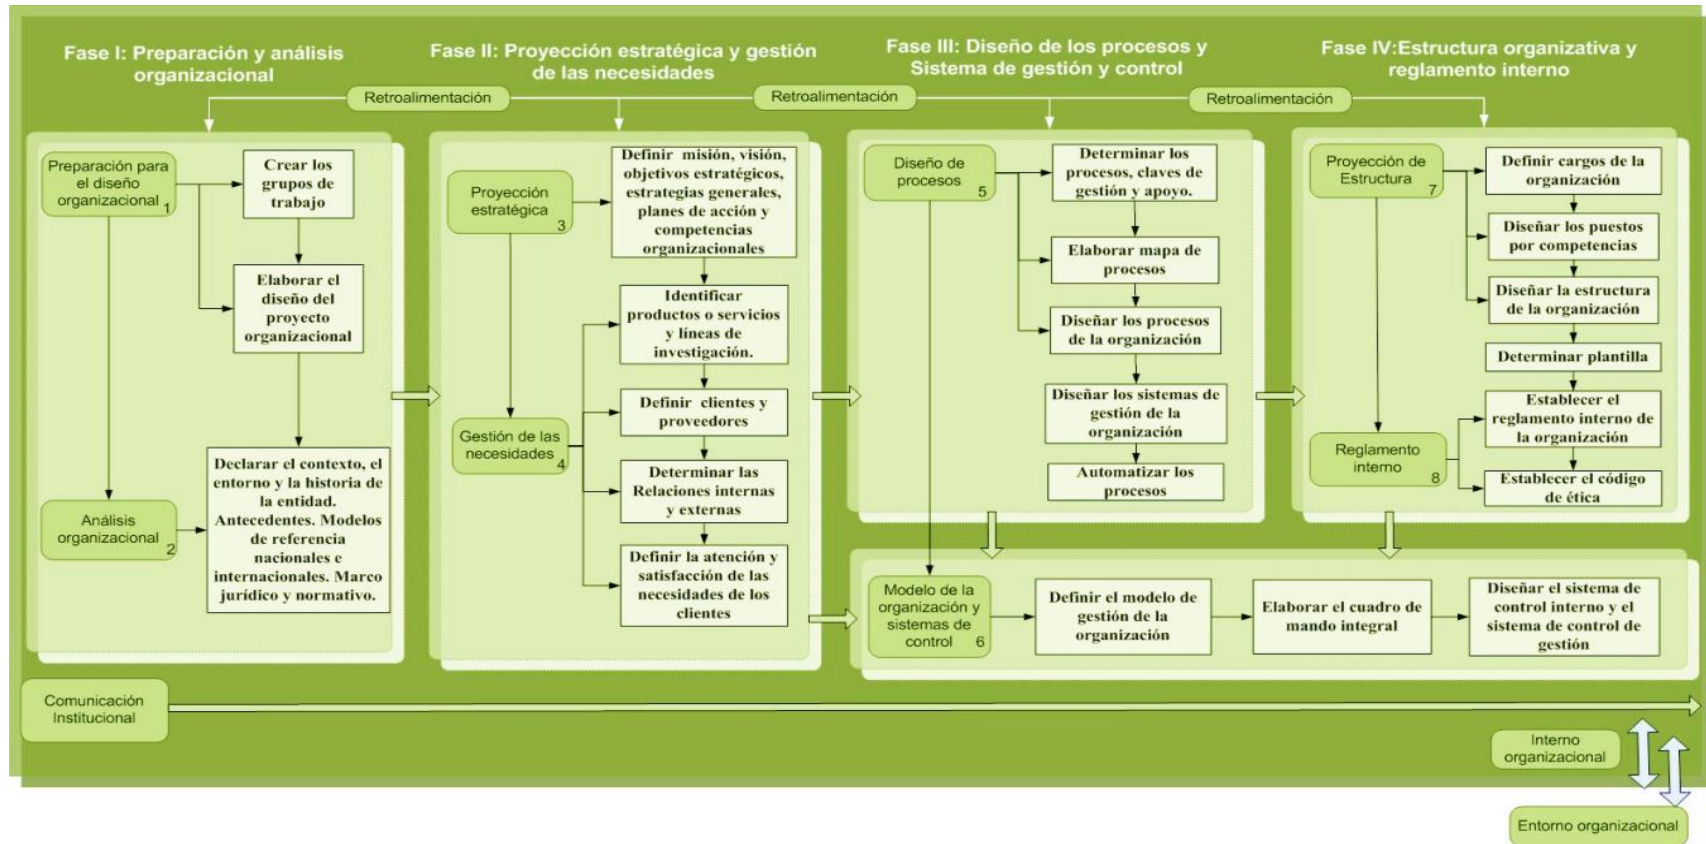 Fase I: Preparación y análisis
organizacional
Fase II: Proyección estratégica y gestión
de las necesidades
Fase III: Diseño de los procesos y
Sistema de gestión y control
Fase IV:Estructura organizativa y
reglamento interno
Retroalimentación
Retroalimentación
Retroalimentación
Preparación para
el diseño
organizacional
1
Crear los
grupos de
trabajo
Elaborar el
diseño del
proyecto
organizacional
Análisis
organizacional
2
Declarar el contexto, el
entorno y la historia de
la entidad.
Antecedentes. Modelos
de referencia
nacionales e
internacionales. Marco
jurídico y normativo.
Proyección
estratégica
3
Definir misión, visión,
objetivos estratégicos,
estrategias generales,
planes de acción y
competencias
organizacionales
Identificar
productos o servicios
y líneas de
investigación.
Gestión de las
necesidades
4
Definir clientes y
proveedores
Determinar las
Relaciones internas
y externas
Definir la atención y
satisfacción de las
necesidades de los
clientes
Diseño de
procesos
5
Determinar los
procesos, claves de
gestión y apoyo.
Elaborar mapa de
procesos
Diseñar los procesos
de la organización
Diseñar los sistemas de
gestión de la
organización
Automatizar los
procesos
Proyección de
Estructura
7
Definir cargos de la
organización
Diseñar los puestos
por competencias
Diseñar la estructura
de la organización
Determinar plantilla
Reglamento
interno
8
Establecer el
reglamento interno de
la organización
Establecer el código
de ética
Modelo de la
organización y
sistemas de
control
6
Definir el modelo de
gestión de la
organización
Elaborar el cuadro de
mando integral
Diseñar el sistema de
control interno y el
sistema de control de
gestión
Comunicación
Institucional
Interno
organizacional
Entorno organizacional